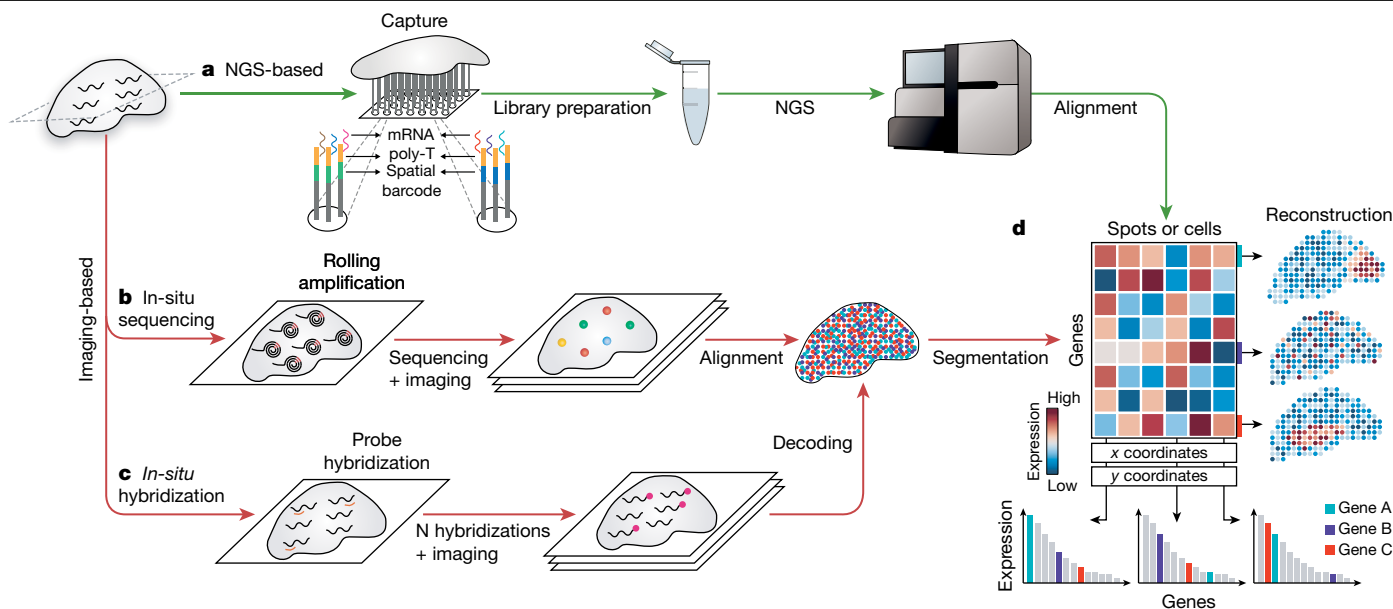 Capture
a NGS-based
Library preparation
NGS
Alignment
mRNA
poly-T
Spatial
barcode
Imaging-based
b In-situ
sequencing
Rolling
amplification
Sequencing
+ imaging
Alignment
Segmentation
c In-situ
hybridization
Probe
hybridization
N hybridizations
+ imaging
Decoding
d
Spots or cells
Reconstruction
Genes
High
Expression
Low
x coordinates
y coordinates
Expression
Genes
Gene A
Gene B
Gene C